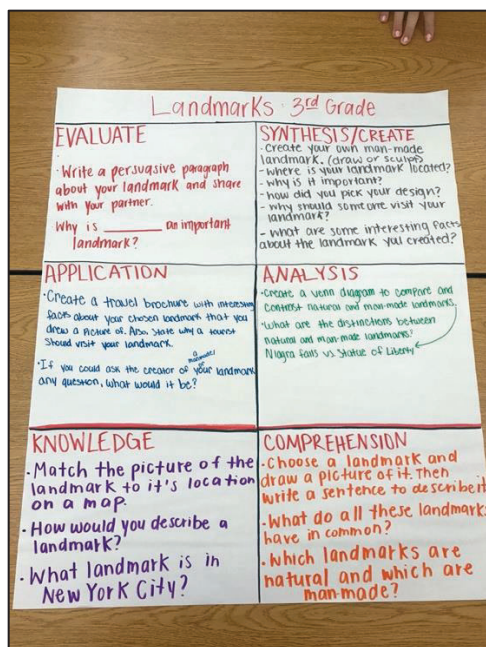 Landmarks · 3rd Grade
EVALUATE
· Write a persuasive paragraph
about your landmark and share
with your partner.
Why is ________ an important
landmark?
SYNTHESIS/CREATE
- Create your own man-made
landmark. (draw or sculpt)
- where is your landmark located?
- why is it important?
- how did you pick your design?
- why should someone visit your
landmark?
- what are some interesting facts
about the landmark you created?
APPLICATION
· Create a travel brochure with interesting
facts about your chosen landmark that you
drew a picture of. Also, state why a tourist
should visit your landmark.
· If you could ask the creator of your landmark
any question, what would it be?
a manmade
ANALYSIS
· Create a venn diagram to compare and
contrast natural and man-made landmarks.
· What are the distinctions between
natural and man-made landmarks?
Niagra falls vs. Statue of Liberty
KNOWLEDGE
· Match the picture of the
landmark to it's location
on a map.
· How would you describe a
landmark?
· What landmark is in
New York City?
COMPREHENSION
· Choose a landmark and
draw a picture of it. Then
write a sentence to describe it
· What do all these landmarks
have in common?
· Which landmarks are
natural and which are
man-made?